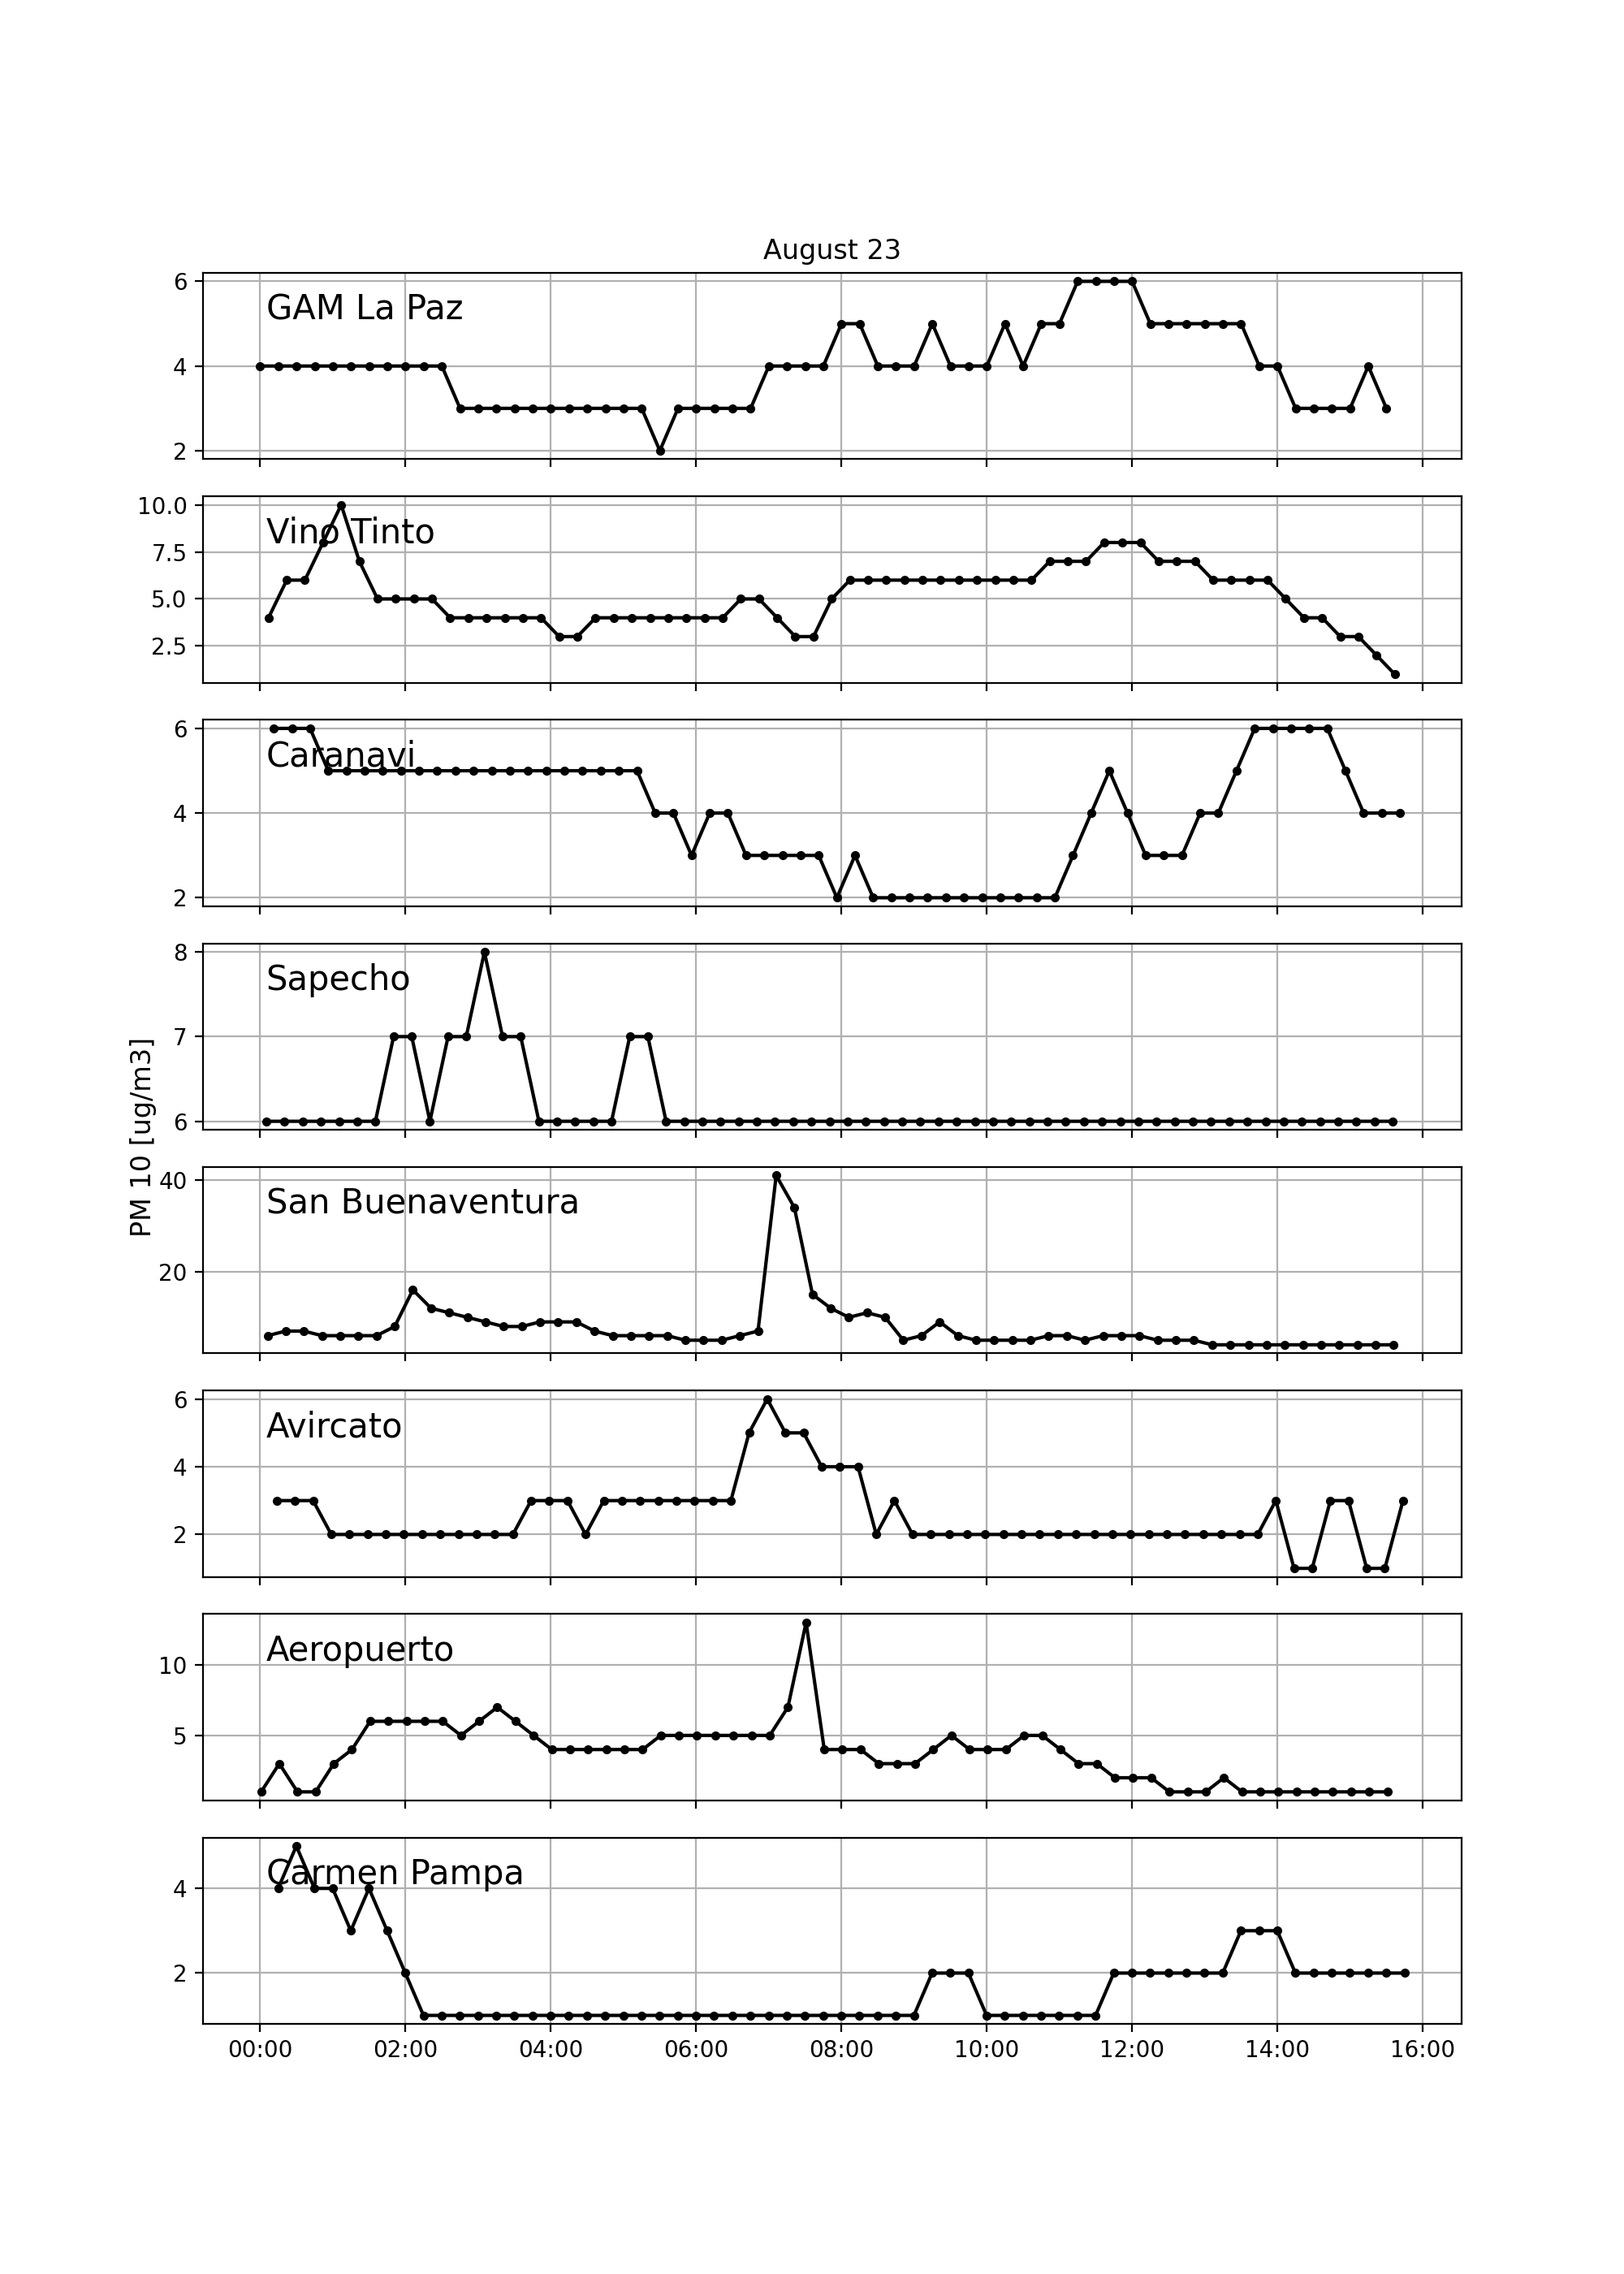 August 23
6
GAM La Paz
4
2
10.0
Vino Tinto
7.5
5.0
2.5
6
Caranavi
4
2
8
Sapecho
7
6
PM 10 [ug/m3]
40
San Buenaventura
20
6
Avircato
4
2
Aeropuerto
10
5
Carmen Pampa
4
2
00:00 02:00 04:00 06:00 08:00 10:00 12:00 14:00 16:00